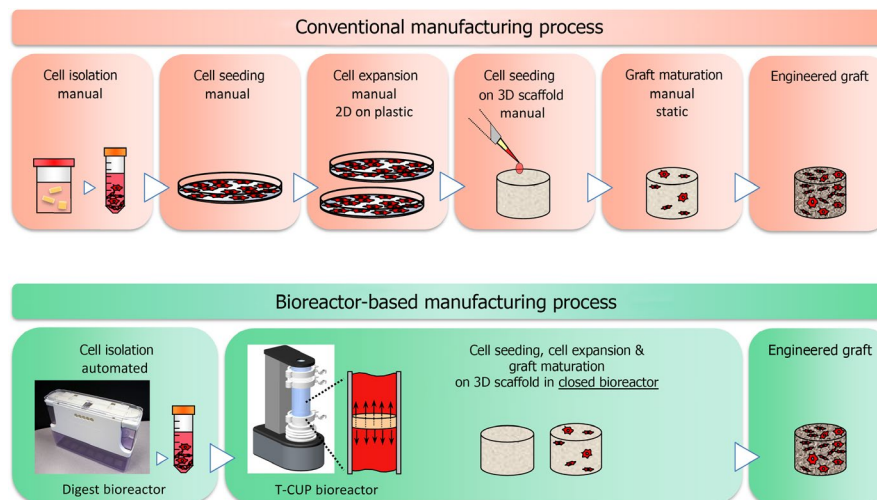 Conventional manufacturing process
Cell isolation
manual
Cell seeding
manual
Cell expansion
manual
2D on plastic
Cell seeding
on 3D scaffold
manual
Graft maturation
manual
static
Engineered graft
Bioreactor-based manufacturing process
Cell isolation
automated
Digest bioreactor
T-CUP bioreactor
Cell seeding, cell expansion &
graft maturation
on 3D scaffold in closed bioreactor
Engineered graft